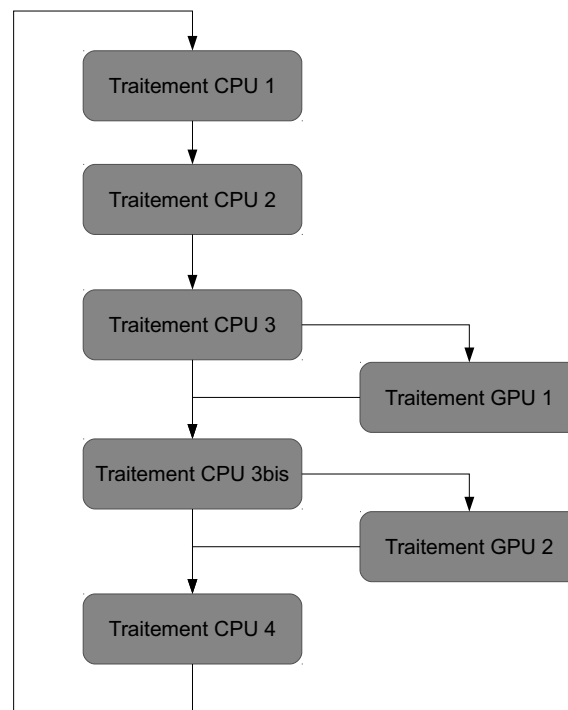 Traitement CPU 1
Traitement CPU 2
Traitement CPU 3
Traitement GPU 1
Traitement CPU 3bis
Traitement GPU 2
Traitement CPU 4